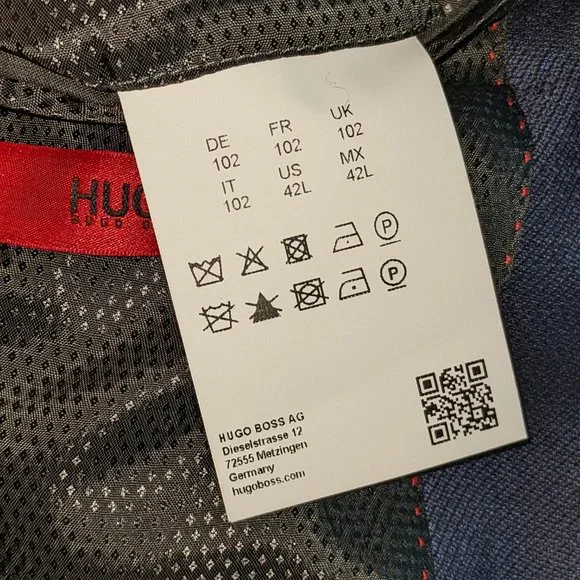 DE FR UK
102 102 102
IT US MX
102 42L 42L
HUGO
P
P
HUGO BOSS AG
Dieselstrasse 12
72555 Metzingen
Germany
hugoboss.com